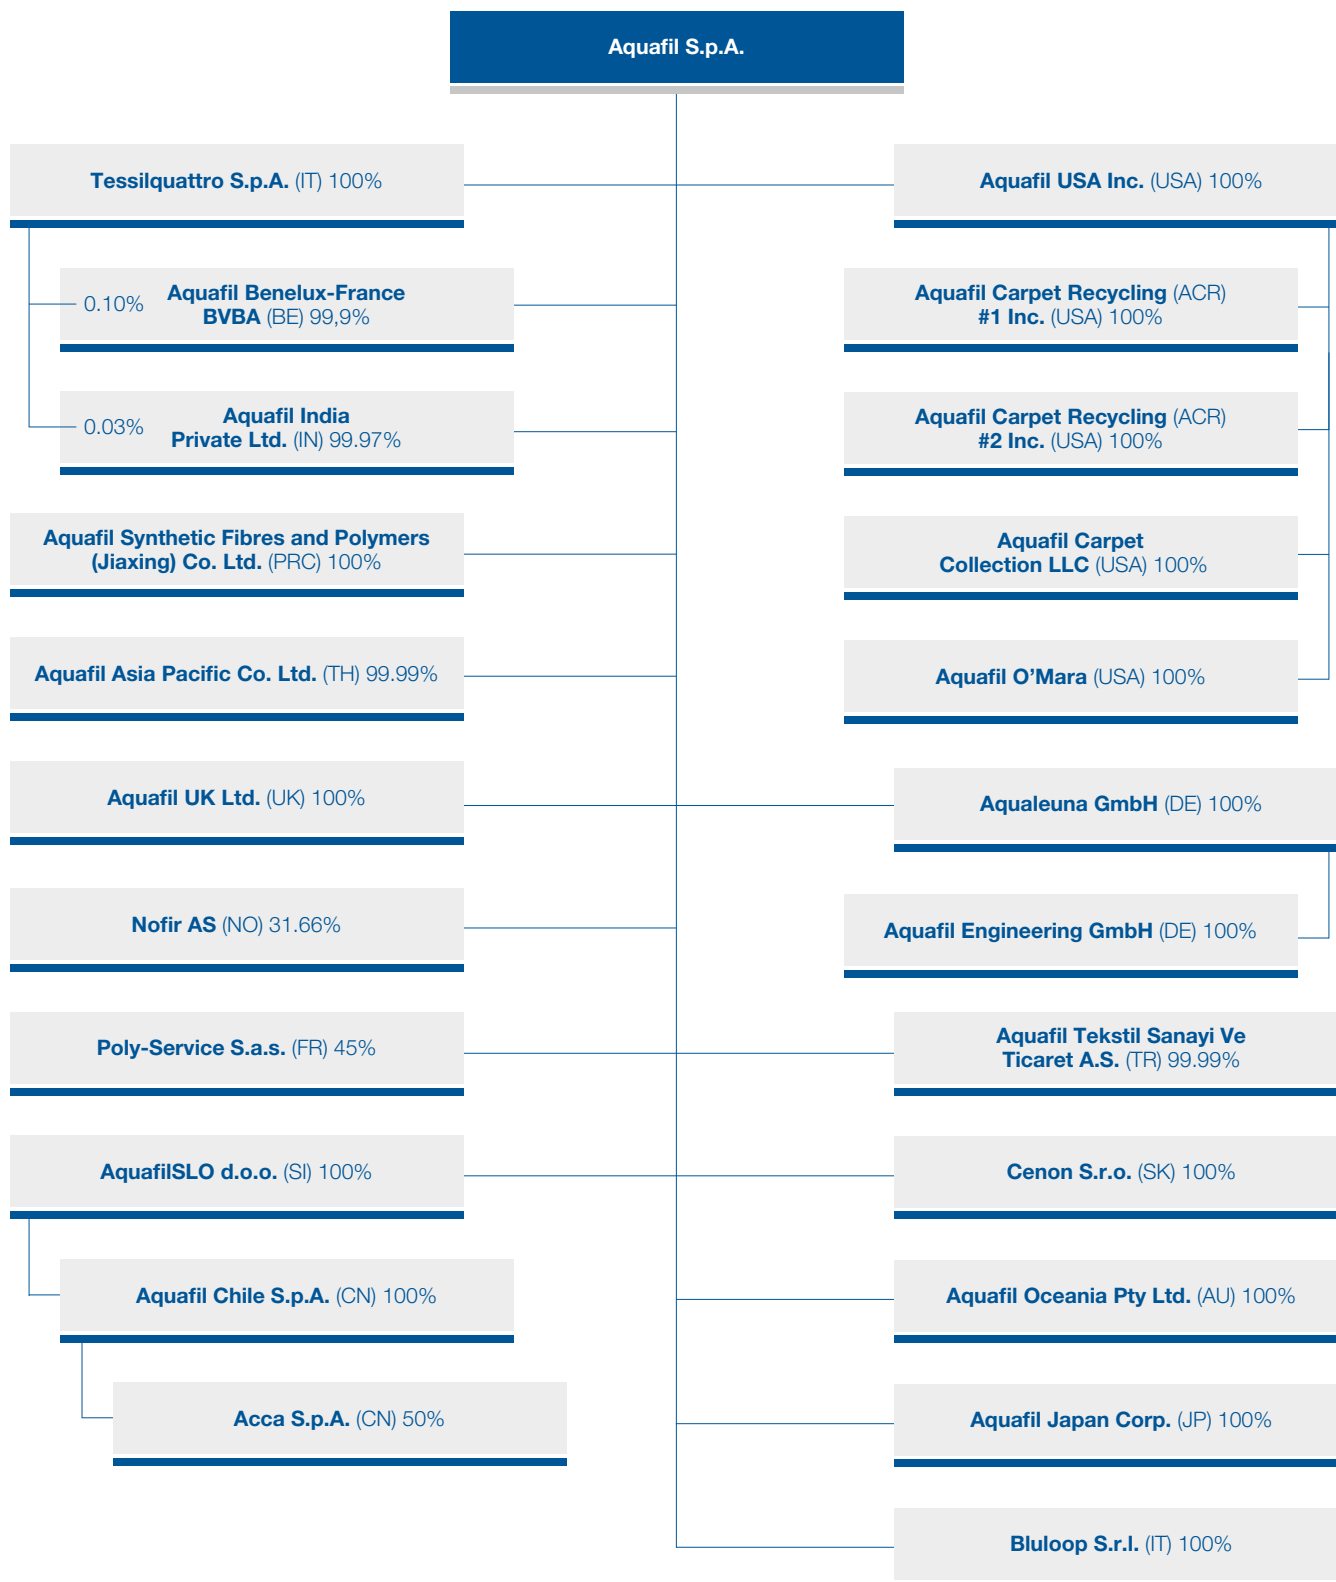 Aquafil S.p.A.
Tessilquattro S.p.A. (IT) 100%
0.10%
Aquafil Benelux-France
BVBA (BE) 99,9%
0.03%
Aquafil India
Private Ltd. (IN) 99.97%
Aquafil Synthetic Fibres and Polymers
(Jiaxing) Co. Ltd. (PRC) 100%
Aquafil Asia Pacific Co. Ltd. (TH) 99.99%
Aquafil UK Ltd. (UK) 100%
Nofir AS (NO) 31.66%
Poly-Service S.a.s. (FR) 45%
AquafilSLO d.o.o. (SI) 100%
Aquafil Chile S.p.A. (CN) 100%
Acca S.p.A. (CN) 50%
Aquafil USA Inc. (USA) 100%
Aquafil Carpet Recycling (ACR)
#1 Inc. (USA) 100%
Aquafil Carpet Recycling (ACR)
#2 Inc. (USA) 100%
Aquafil Carpet
Collection LLC (USA) 100%
Aquafil O’Mara (USA) 100%
Aqualeuna GmbH (DE) 100%
Aquafil Engineering GmbH (DE) 100%
Aquafil Tekstil Sanayi Ve
Ticaret A.S. (TR) 99.99%
Cenon S.r.o. (SK) 100%
Aquafil Oceania Pty Ltd. (AU) 100%
Aquafil Japan Corp. (JP) 100%
Bluloop S.r.l. (IT) 100%